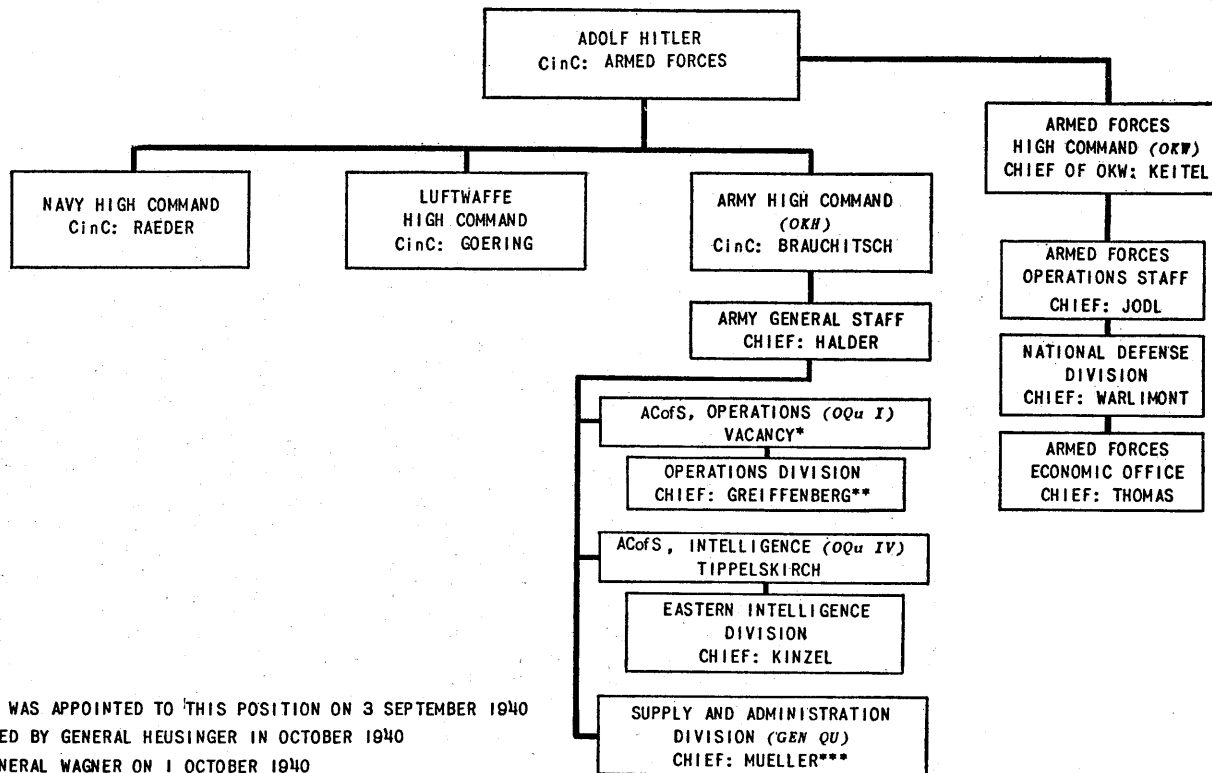 ADOLF HITLER
CinC: ARMED FORCES
ARMED FORCES
HIGH COMMAND (OKW)
CHIEF OF OKW: KEITEL
NAVY HIGH COMMAND
CinC: RAEDER
LUFTWAFFE
HIGH COMMAND
CinC: GOERING
ARMY HIGH COMMAND
(OKH)
CinC: BRAUCHITSCH
ARMED FORCES
OPERATIONS STAFF
CHIEF: JODL
ARMY GENERAL STAFF
CHIEF: HALDER
NATIONAL DEFENSE
DIVISION
CHIEF: WARLIMONT
ARMED FORCES
ECONOMIC OFFICE
CHIEF: THOMAS
ACofS, OPERATIONS (OQu I)
VACANCY*
OPERATIONS DIVISION
CHIEF: GREIFFENBERG**
ACofS, INTELLIGENCE (OQu IV)
TIPPELSKIRCH
EASTERN INTELLIGENCE
DIVISION
CHIEF: KINZEL
SUPPLY AND ADMINISTRATION
DIVISION (GEN QU)
CHIEF: MUELLER***
WAS APPOINTED TO THIS POSITION ON 3 SEPTEMBER 1940
ED BY GENERAL HEUSINGER IN OCTOBER 1940
NERAL WAGNER ON 1 OCTOBER 1940